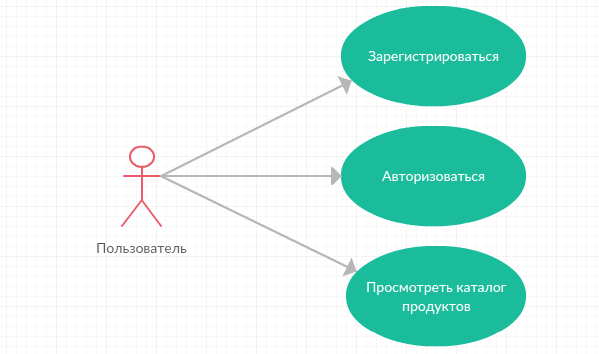 Зарегистрироваться
Авторизоваться
Пользователь
Просмотреть каталог
продуктов